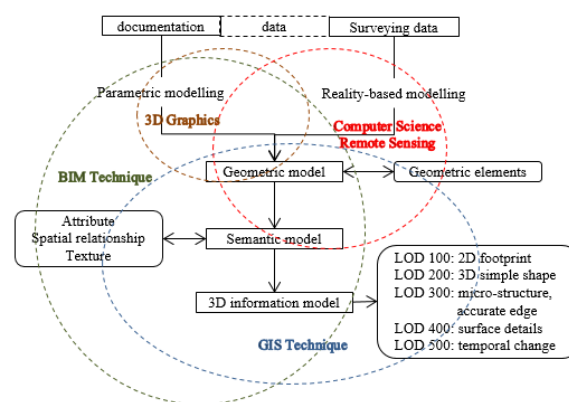 documentation data Surveying data
Parametric modelling Reality-based modelling
3D Graphics
Computer Science
Remote Sensing
BIM Technique
Geometric model
Geometric elements
Attribute
Spatial relationship
Texture
Semantic model
3D information model
LOD 100: 2D footprint
LOD 200: 3D simple shape
LOD 300: micro-structure,
accurate edge
LOD 400: surface details
LOD 500: temporal change
GIS Technique